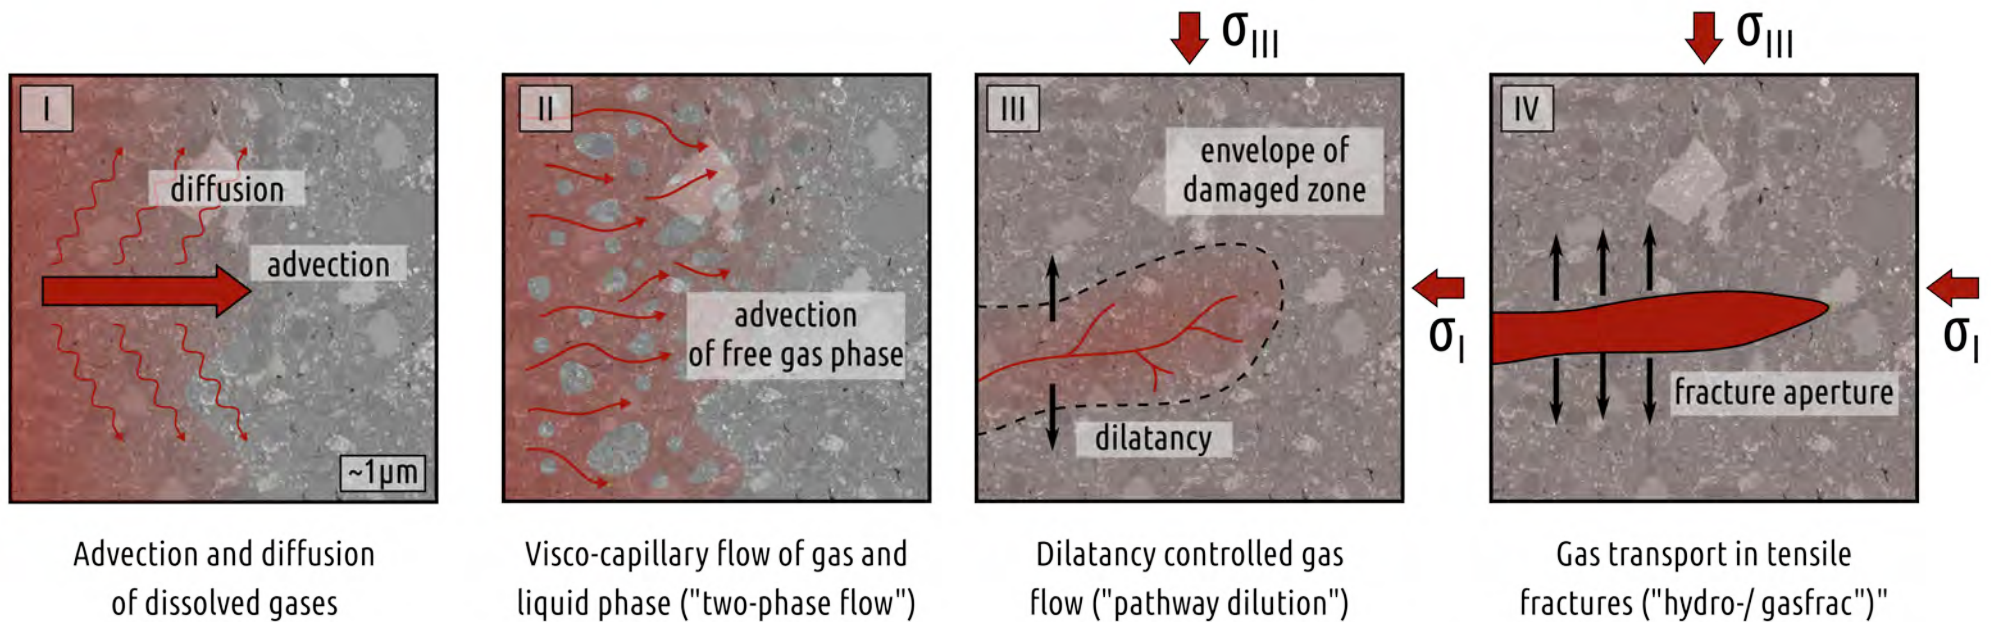 σIII
σIII
I
diffusion
advection
~1μm
II
advection
of free gas phase
III
envelope of
damaged zone
dilatancy
σI
IV
fracture aperture
σI
Advection and diffusion
of dissolved gases
Visco-capillary flow of gas and
liquid phase ("two-phase flow")
Dilatancy controlled gas
flow ("pathway dilution")
Gas transport in tensile
fractures ("hydro-/ gasfrac")"